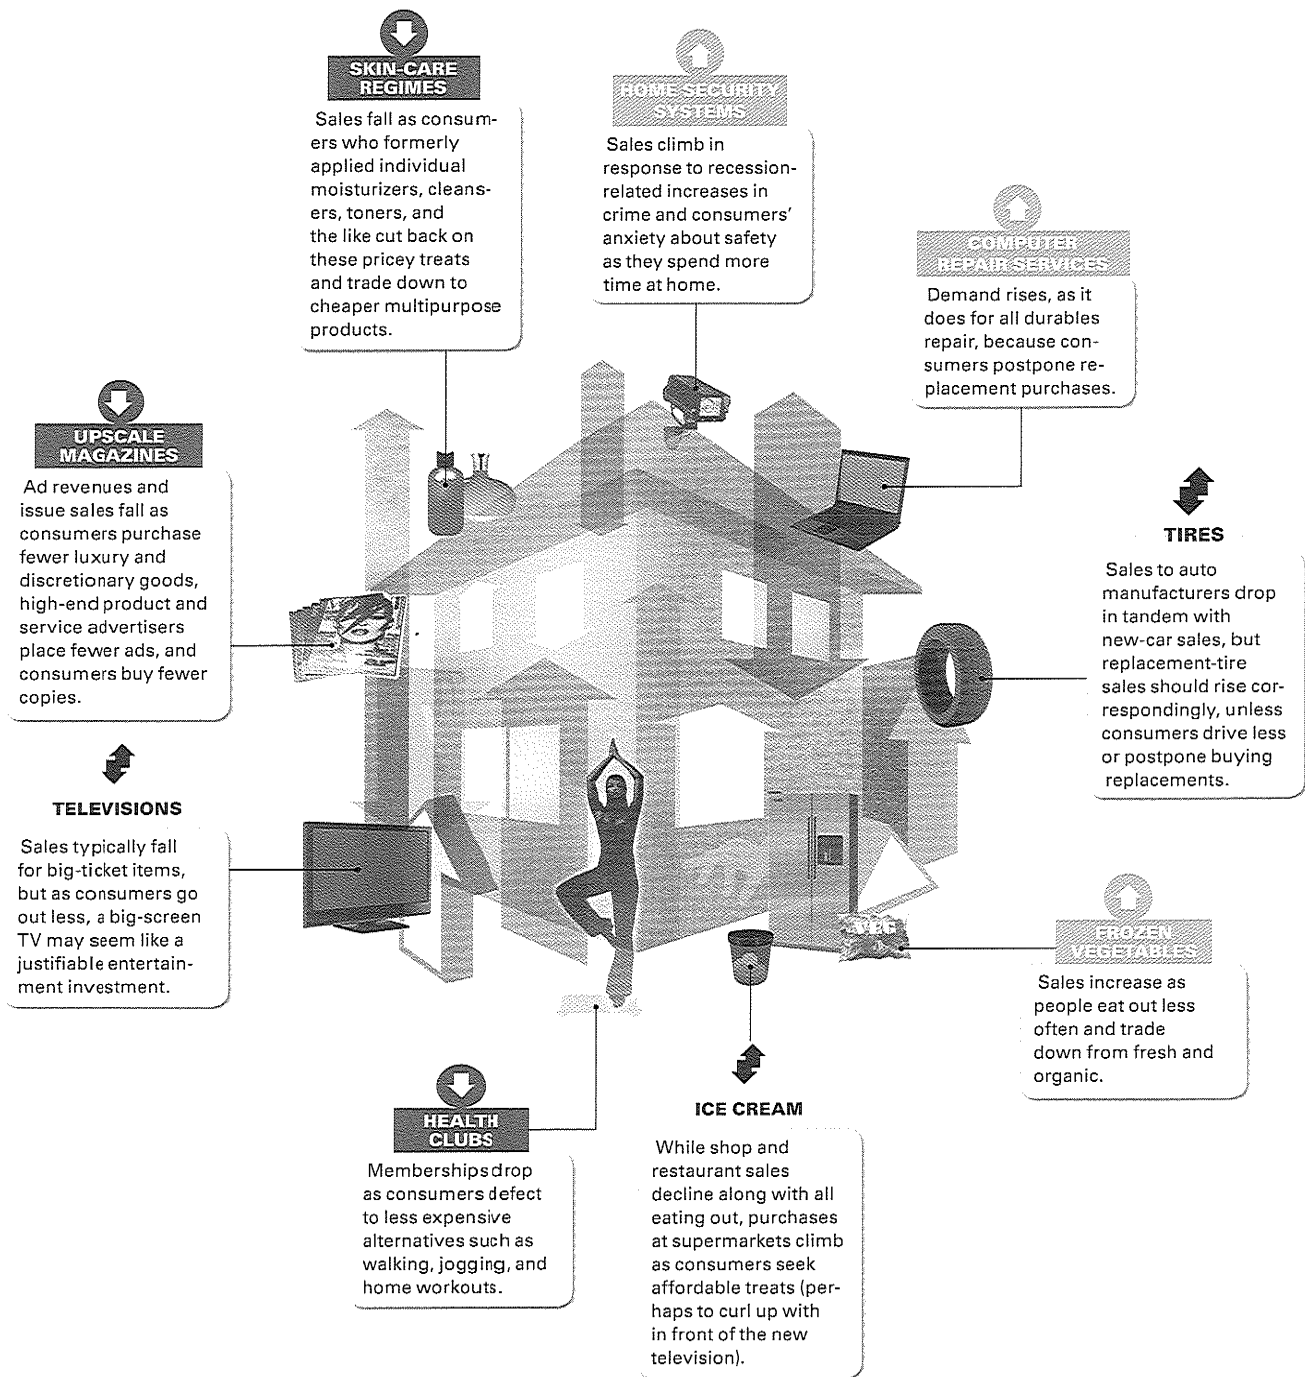 SKIN-CARE
REGIMES
Sales fall as consum-
ers who formerly
applied individual
moisturizers, cleans-
ers, toners, and
the like cut back on
these pricey treats
and trade down to
cheaper multipurpose
products.
HOME SECURITY
SYSTEMS
Sales climb in
response to recession-
related increases in
crime and consumers'
anxiety about safety
as they spend more
time at home.
COMPUTER
REPAIR SERVICES
Demand rises, as it
does for all durables
repair, because con-
sumers postpone re-
placement purchases.
UPSCALE
MAGAZINES
Ad revenues and
issue sales fall as
consumers purchase
fewer luxury and
discretionary goods,
high-end product and
service advertisers
place fewer ads, and
consumers buy fewer
copies.
TIRES
Sales to auto
manufacturers drop
in tandem with
new-car sales, but
replacement-tire
sales should rise cor-
respondingly, unless
consumers drive less
or postpone buying
replacements.
TELEVISIONS
Sales typically fall
for big-ticket items,
but as consumers go
out less, a big-screen
TV may seem like a
justifiable entertain-
ment investment.
VEG
FROZEN
VEGETABLES
Sales increase as
people eat out less
often and trade
down from fresh and
organic.
HEALTH
CLUBS
Memberships drop
as consumers defect
to less expensive
alternatives such as
walking, jogging, and
home workouts.
ICE CREAM
While shop and
restaurant sales
decline along with all
eating out, purchases
at supermarkets climb
as consumers seek
affordable treats (per-
haps to curl up with
in front of the new
television).